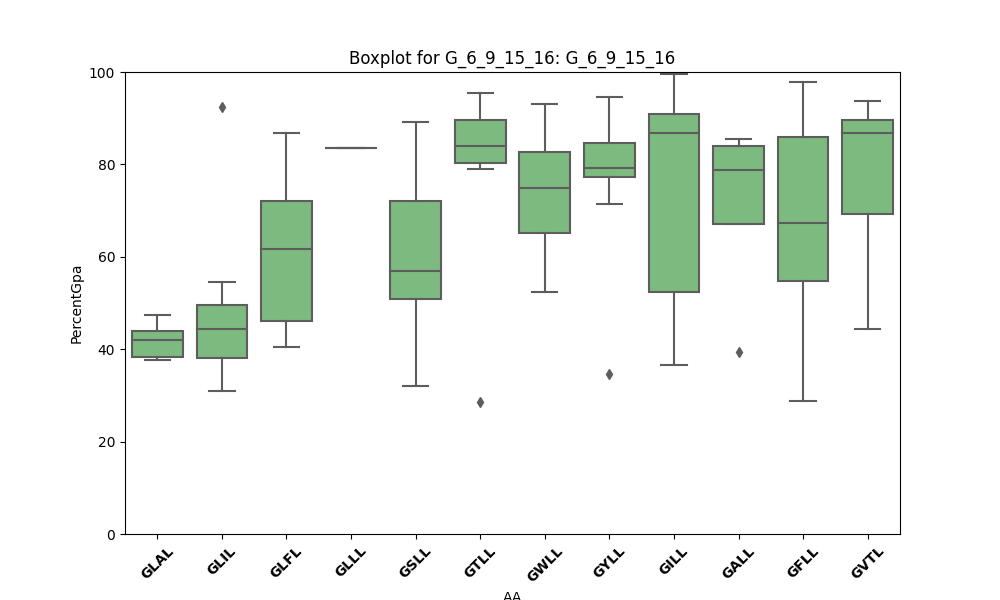 Boxplot for G_6_9_15_16: G_6_9_15_16
PercentGpa
100
80
60
40
20
0
GLAL
GLIL
GLFL
GLLL
GSLL
GTLL
GWLL
GYLL
GILL
GALL
GFLL
GVTL
AA